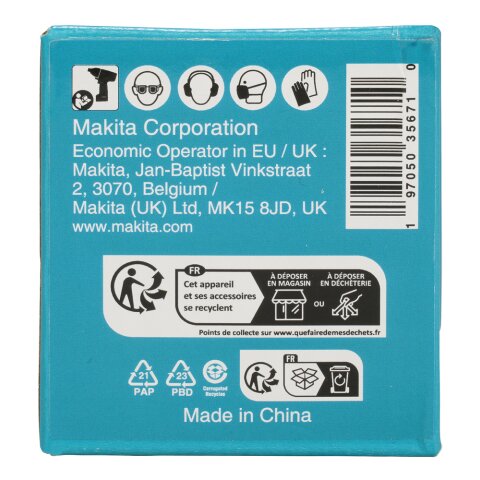 Makita Corporation
Economic Operator in EU / UK :
Makita, Jan-Baptist Vinkstraat
2, 3070, Belgium /
Makita (UK) Ltd, MK15 8JD, UK
www.makita.com
1 97050 35671 0
FR
Cet appareil
et ses accessoires
se recyclent
À DÉPOSER
EN MAGASIN
OU
À DÉPOSER
EN DÉCHÈTERIE
Points de collecte sur www.quefairedemesdechets.fr
21
PAP
23
PBD
Corrugated
Recycles
FR
Made in China